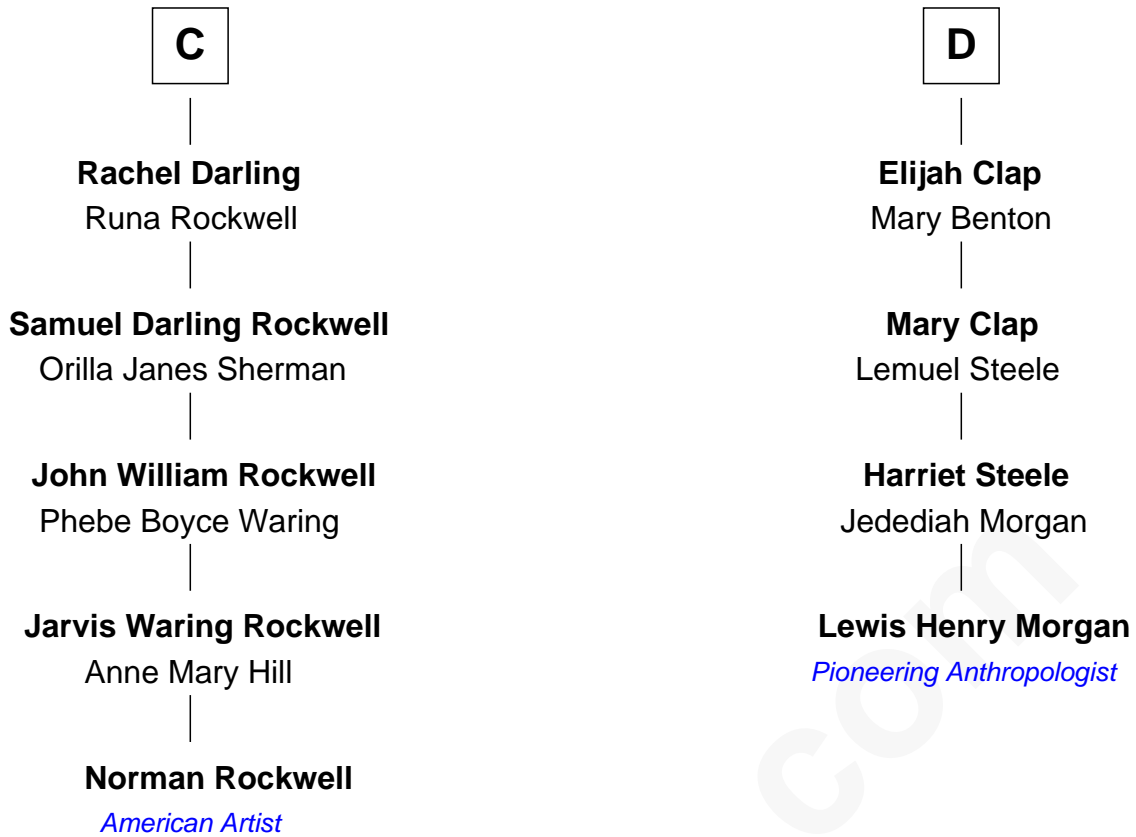 C
Rachel Darling
Runa Rockwell
Samuel Darling Rockwell
Orilla Janes Sherman
John William Rockwell
Phebe Boyce Waring
Jarvis Waring Rockwell
Anne Mary Hill
Norman Rockwell
American Artist
D
Elijah Clap
Mary Benton
Mary Clap
Lemuel Steele
Harriet Steele
Jedediah Morgan
Lewis Henry Morgan
Pioneering Anthropologist
com